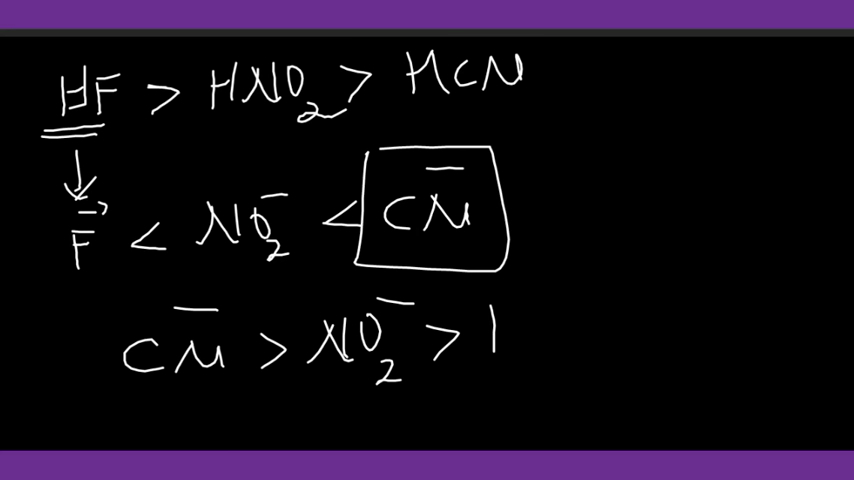 HF > HNO₂ > HCN
F⁻ < NO₂⁻ < CN⁻
CN⁻ > NO₂⁻ >